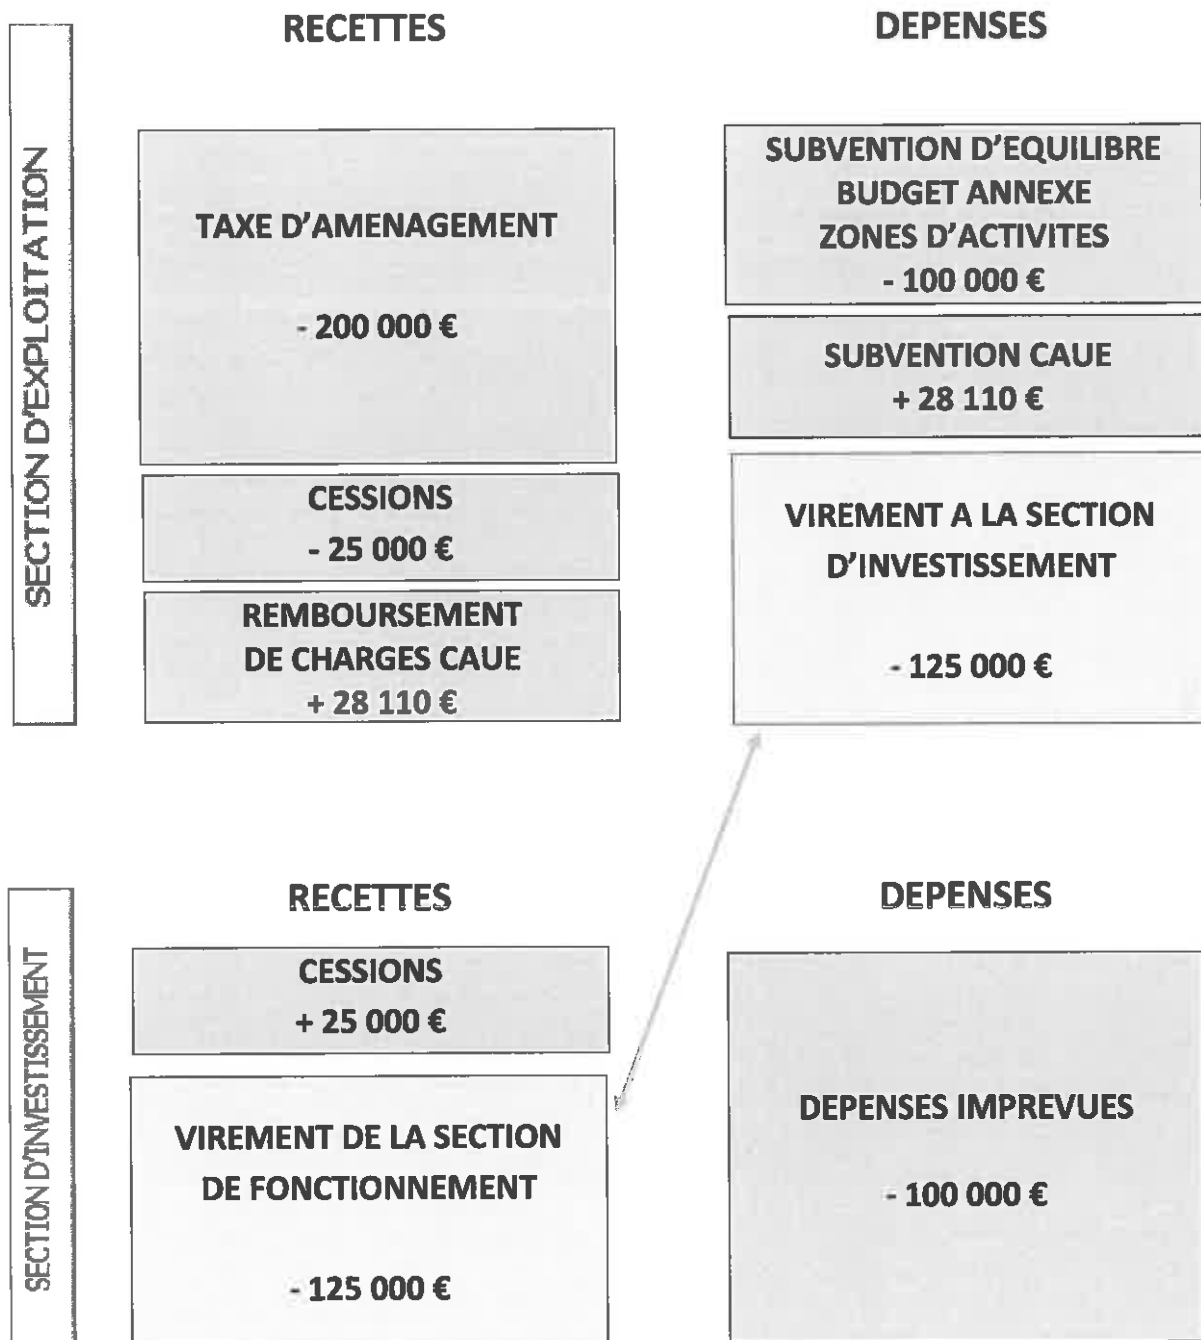 SECTION D'EXPLOITATION
RECETTES
TAXE D'AMENAGEMENT
- 200 000 €
CESSIONS
- 25 000 €
REMBOURSEMENT
DE CHARGES CAUE
+ 28 110 €
DEPENSES
SUBVENTION D'EQUILIBRE
BUDGET ANNEXE
ZONES D'ACTIVITES
- 100 000 €
SUBVENTION CAUE
+ 28 110 €
VIREMENT A LA SECTION
D'INVESTISSEMENT
- 125 000 €
SECTION D'INVESTISSEMENT
RECETTES
CESSIONS
+ 25 000 €
VIREMENT DE LA SECTION
DE FONCTIONNEMENT
- 125 000 €
DEPENSES
DEPENSES IMPREVUES
- 100 000 €